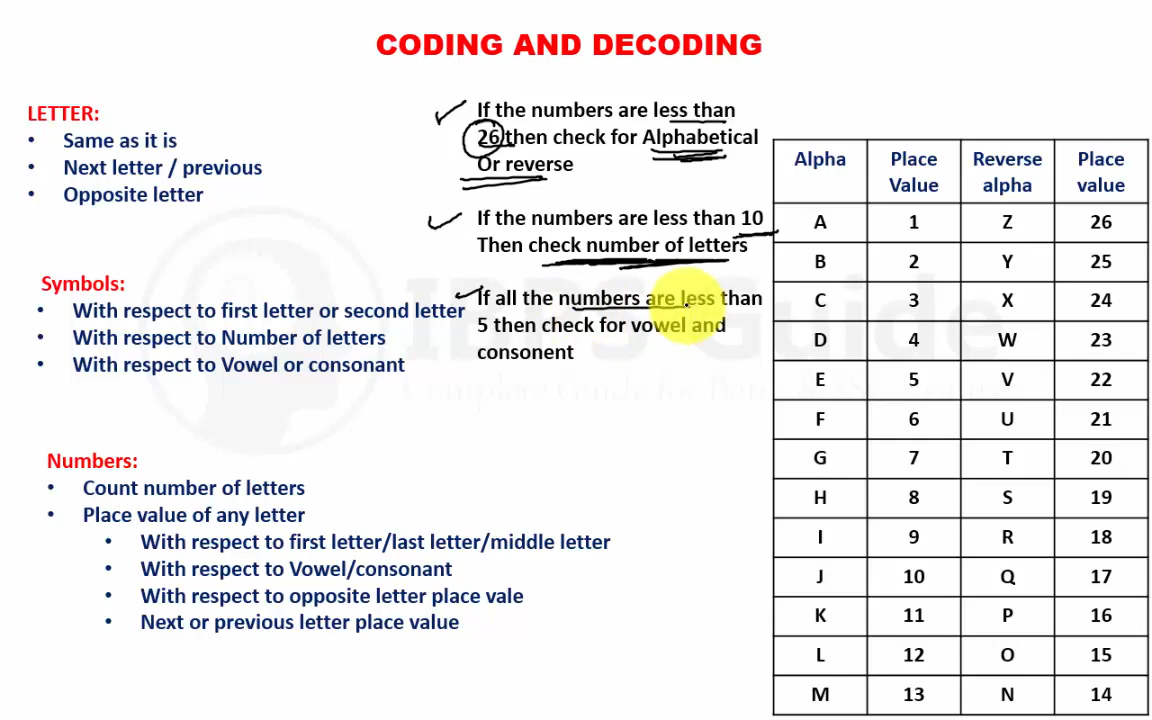 CODING AND DECODING
LETTER:
• Same as it is
• Next letter / previous
• Opposite letter
Symbols:
• With respect to first letter or second letter
• With respect to Number of letters
• With respect to Vowel or consonant
Numbers:
• Count number of letters
• Place value of any letter
• With respect to first letter/last letter/middle letter
• With respect to Vowel/consonant
• With respect to opposite letter place vale
• Next or previous letter place value
If the numbers are less than
26 then check for Alphabetical
Or reverse
If the numbers are less than 10
Then check number of letters
If all the numbers are less than
5 then check for vowel and
consonent
IBPS Guide
Alpha Place Value Reverse alpha Place value
A 1 Z 26
B 2 Y 25
C 3 X 24
D 4 W 23
E 5 V 22
F 6 U 21
G 7 T 20
H 8 S 19
I 9 R 18
J 10 Q 17
K 11 P 16
L 12 O 15
M 13 N 14